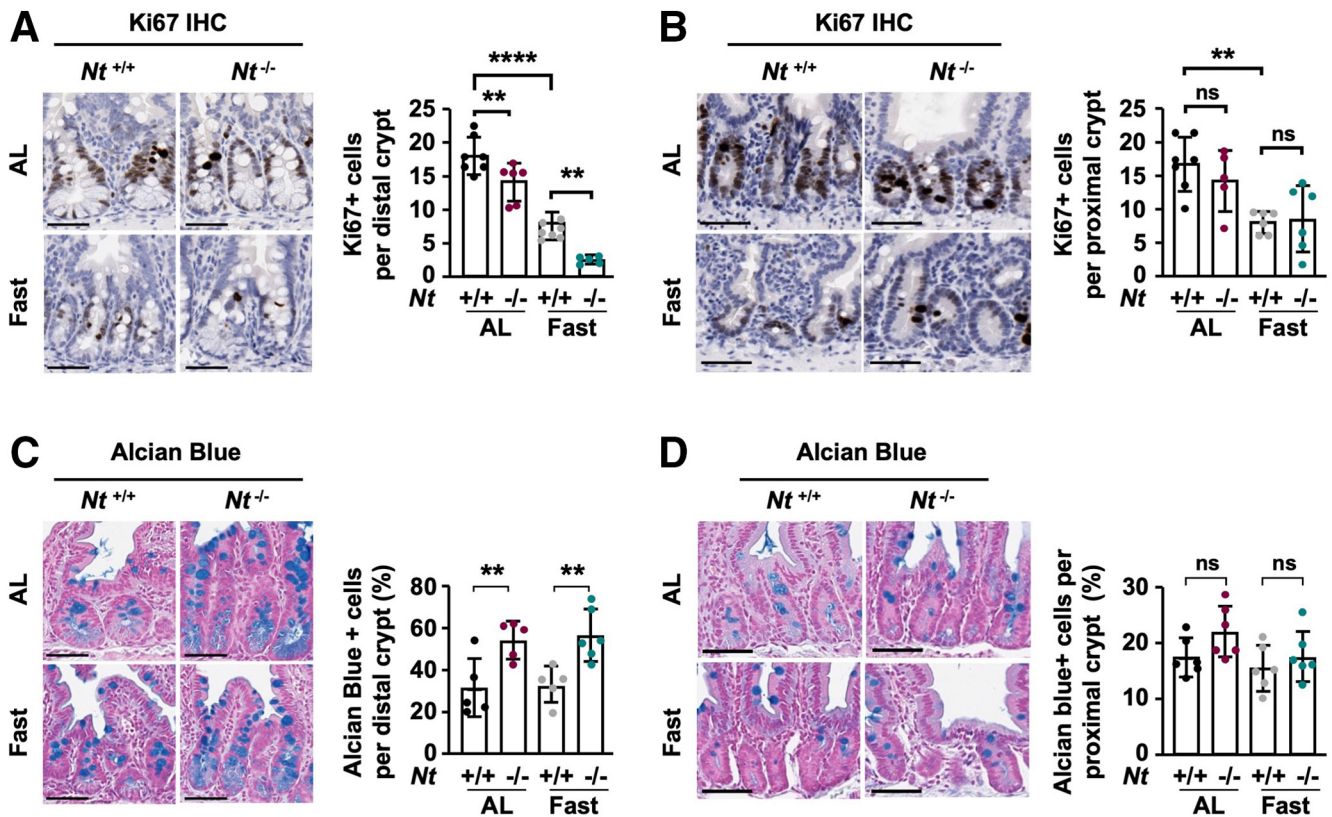 A
Ki67 IHC
Nt +/+
Nt -/-
AL
Fast
Ki67+ cells
per distal crypt
25
20
15
10
5
0
****
**
**
Nt +/+ -/- +/+ -/-
AL Fast
B
Ki67 IHC
Nt +/+
Nt -/-
AL
Fast
Ki67+ cells
per proximal crypt
25
20
15
10
5
0
**
ns
ns
Nt +/+ -/- +/+ -/-
AL Fast
C
Alcian Blue
Nt +/+
Nt -/-
AL
Fast
Alcian Blue + cells
per distal crypt (%)
80
60
40
20
0
** **
Nt +/+ -/- +/+ -/-
AL Fast
D
Alcian Blue
Nt +/+
Nt -/-
AL
Fast
Alcian blue+ cells per
proximal crypt (%)
30
20
10
0
ns ns
Nt +/+ -/- +/+ -/-
AL Fast